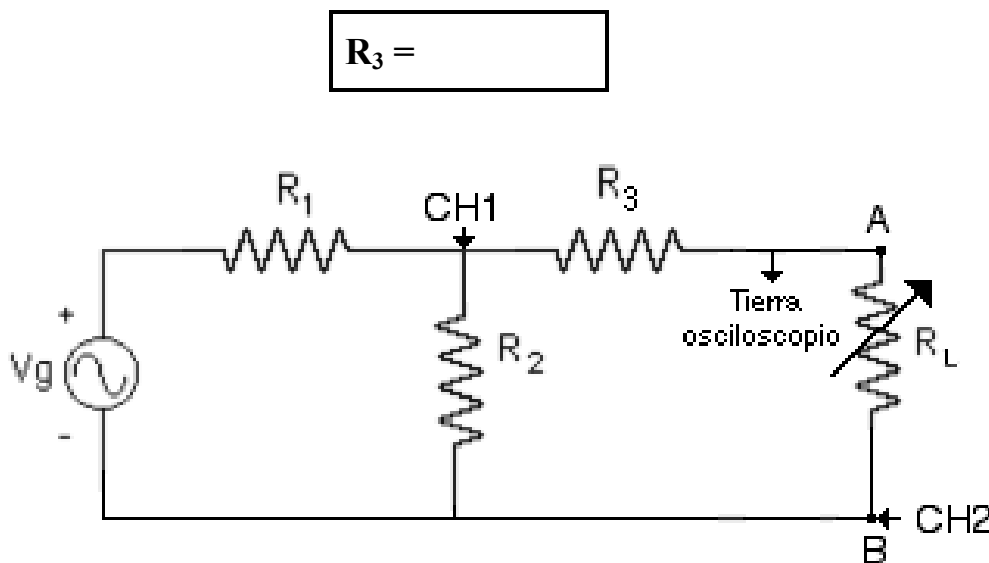 R₃ =
R₁
CH1
R₃
A
+
Vg
-
R₂
Tierra
osciloscopio
R_L
CH2
B